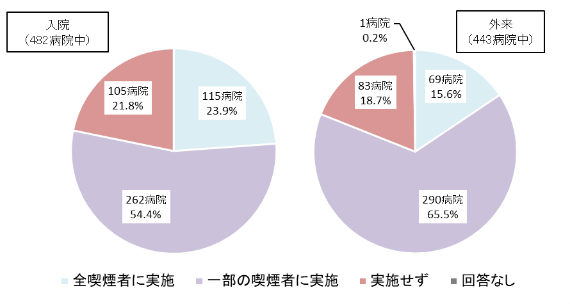 入院
（482病院中）
105病院
21.8%
115病院
23.9%
262病院
54.4%
外来
（443病院中）
1病院
0.2%
83病院
18.7%
69病院
15.6%
290病院
65.5%
全喫煙者に実施 一部の喫煙者に実施 実施せず 回答なし